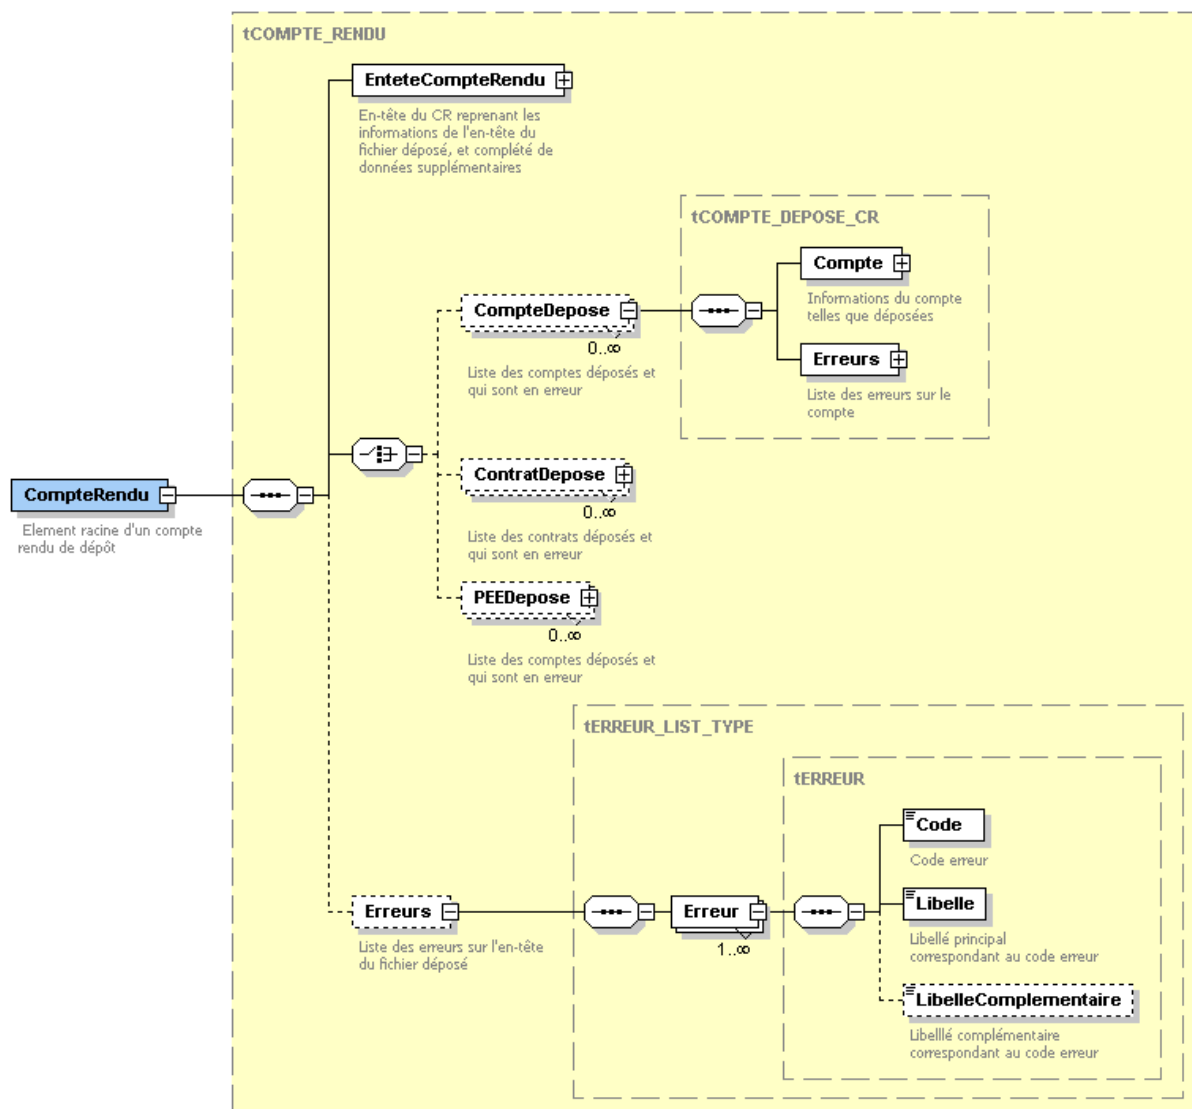 tCOMPTE_RENDU
EnteteCompteRendu
En-tête du CR reprenant les
informations de l'en-tête du
fichier déposé, et complété de
données supplémentaires
tCOMPTE_DEPOSE_CR
Compte
Informations du compte
telles que déposées
CompteDepose
0..∞
Liste des comptes déposés et
qui sont en erreur
Erreurs
Liste des erreurs sur le
compte
ContratDepose
0..∞
Liste des contrats déposés et
qui sont en erreur
CompteRendu
Element racine d'un compte
rendu de dépôt
PEEDepose
0..∞
Liste des comptes déposés et
qui sont en erreur
tERREUR_LIST_TYPE
tERREUR
Code
Code erreur
Erreurs
Liste des erreurs sur l'en-tête
du fichier déposé
Erreur
1..∞
Libelle
Libellé principal
correspondant au code erreur
LibelleComplementaire
Libelllé complémentaire
correspondant au code erreur